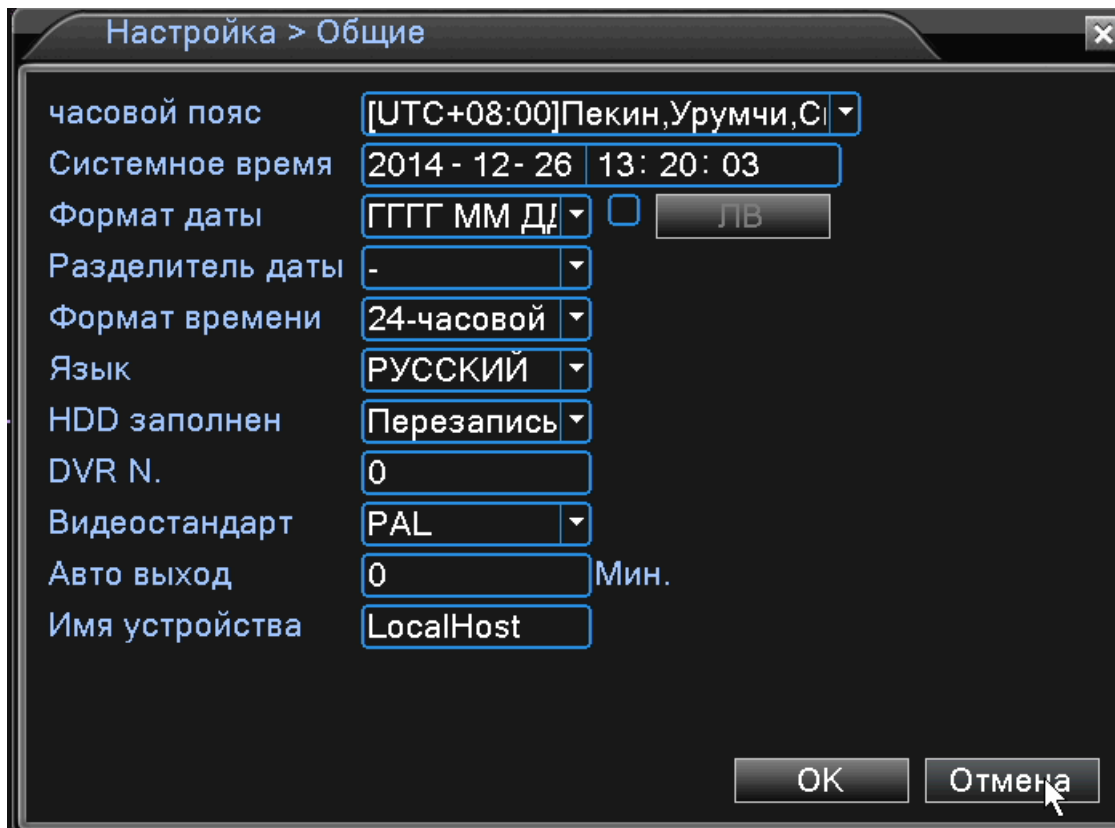 Настройка > Общие
часовой пояс [UTC+08:00]Пекин,Урумчи,
Системное время 2014 - 12 - 26 13: 20: 03
Формат даты ГГГГ ММ ЛВ
Разделитель даты -
Формат времени 24-часовой
Язык РУССКИЙ
HDD заполнен Перезапись
DVR N. 0
Видеостандарт PAL
Авто выход 0 Мин.
Имя устройства LocalHost
OK Отмена